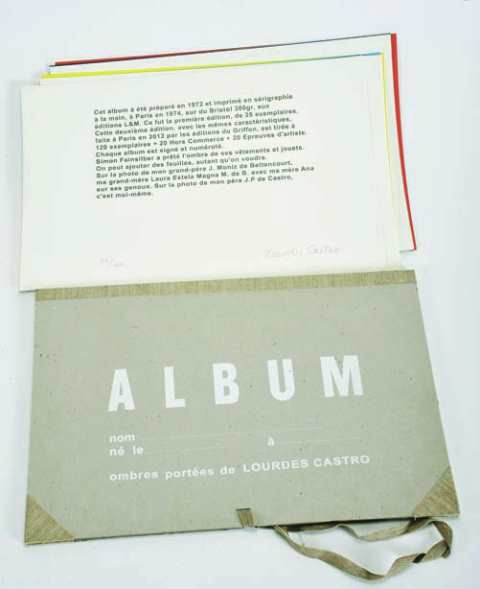 Cet album à été préparé en 1972 et imprimé en sérigraphie
à la main, à Paris en 1974, sur du Bristol 380gr, aux
éditions L&M. Ce fut la première édition, de 25 exemplaires.
Cette deuxième édition, avec les mêmes caractéristiques,
faite à Paris en 2012 par les éditions du Griffon, est tirée à
120 exemplaires + 20 Hors Commerce + 20 Epreuves d'artiste.
Chaque album est signé et numéroté.
Simon Fainsilber a prêté l'ombre de ses vêtements et jouets.
On peut ajouter des feuilles, autant qu'on voudra.
Sur la photo de mon grand-père J. Moniz de Bettencourt,
ma grand-mère Laura Estela Magna M. de B. avec ma mère Ana
sur ses genoux. Sur la photo de mon père J.P de Castro,
c'est moi-même.
Lourdes Castro
ALBUM
nom
né le à
ombres portées de LOURDES CASTRO